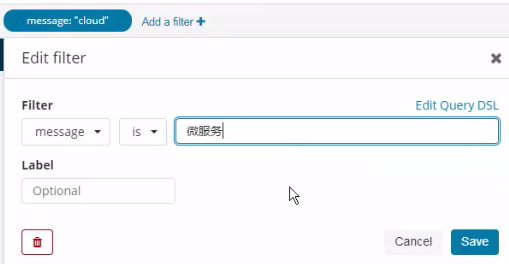 message: "cloud" Add a filter +
Edit filter
Filter Edit Query DSL
message is 微服务
Label
Optional
Cancel Save